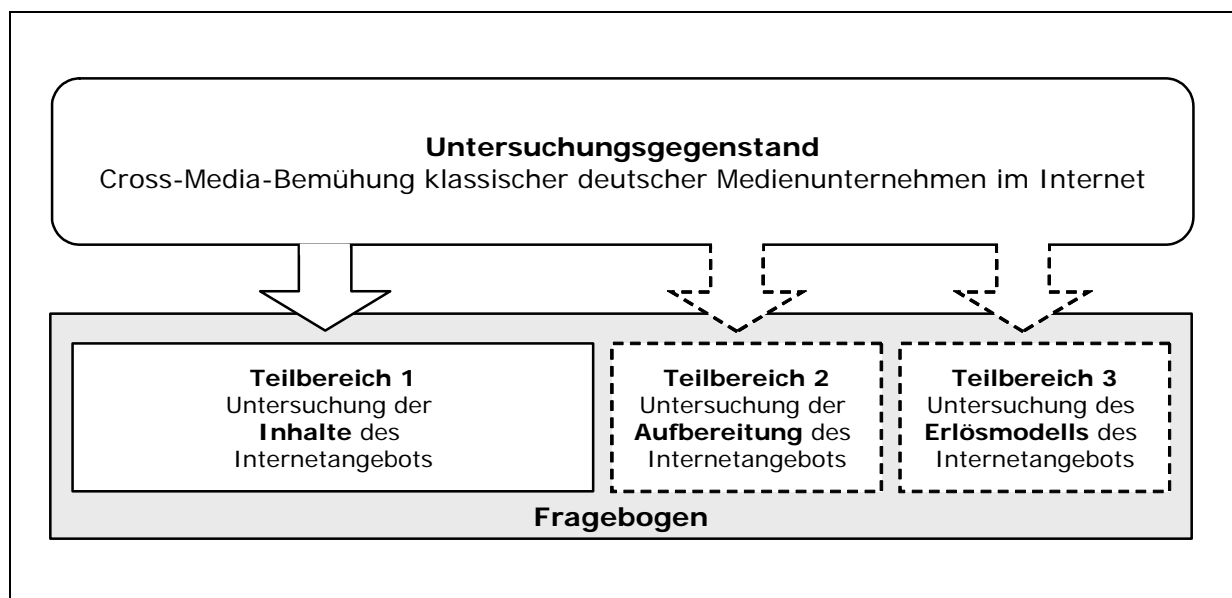 Untersuchungsgegenstand
Cross-Media-Bemühung klassischer deutscher Medienunternehmen im Internet
Teilbereich 1
Untersuchung der
Inhalte des
Internetangebots
Teilbereich 2
Untersuchung der
Aufbereitung des
Internetangebots
Teilbereich 3
Untersuchung des
Erlösmodells des
Internetangebots
Fragebogen